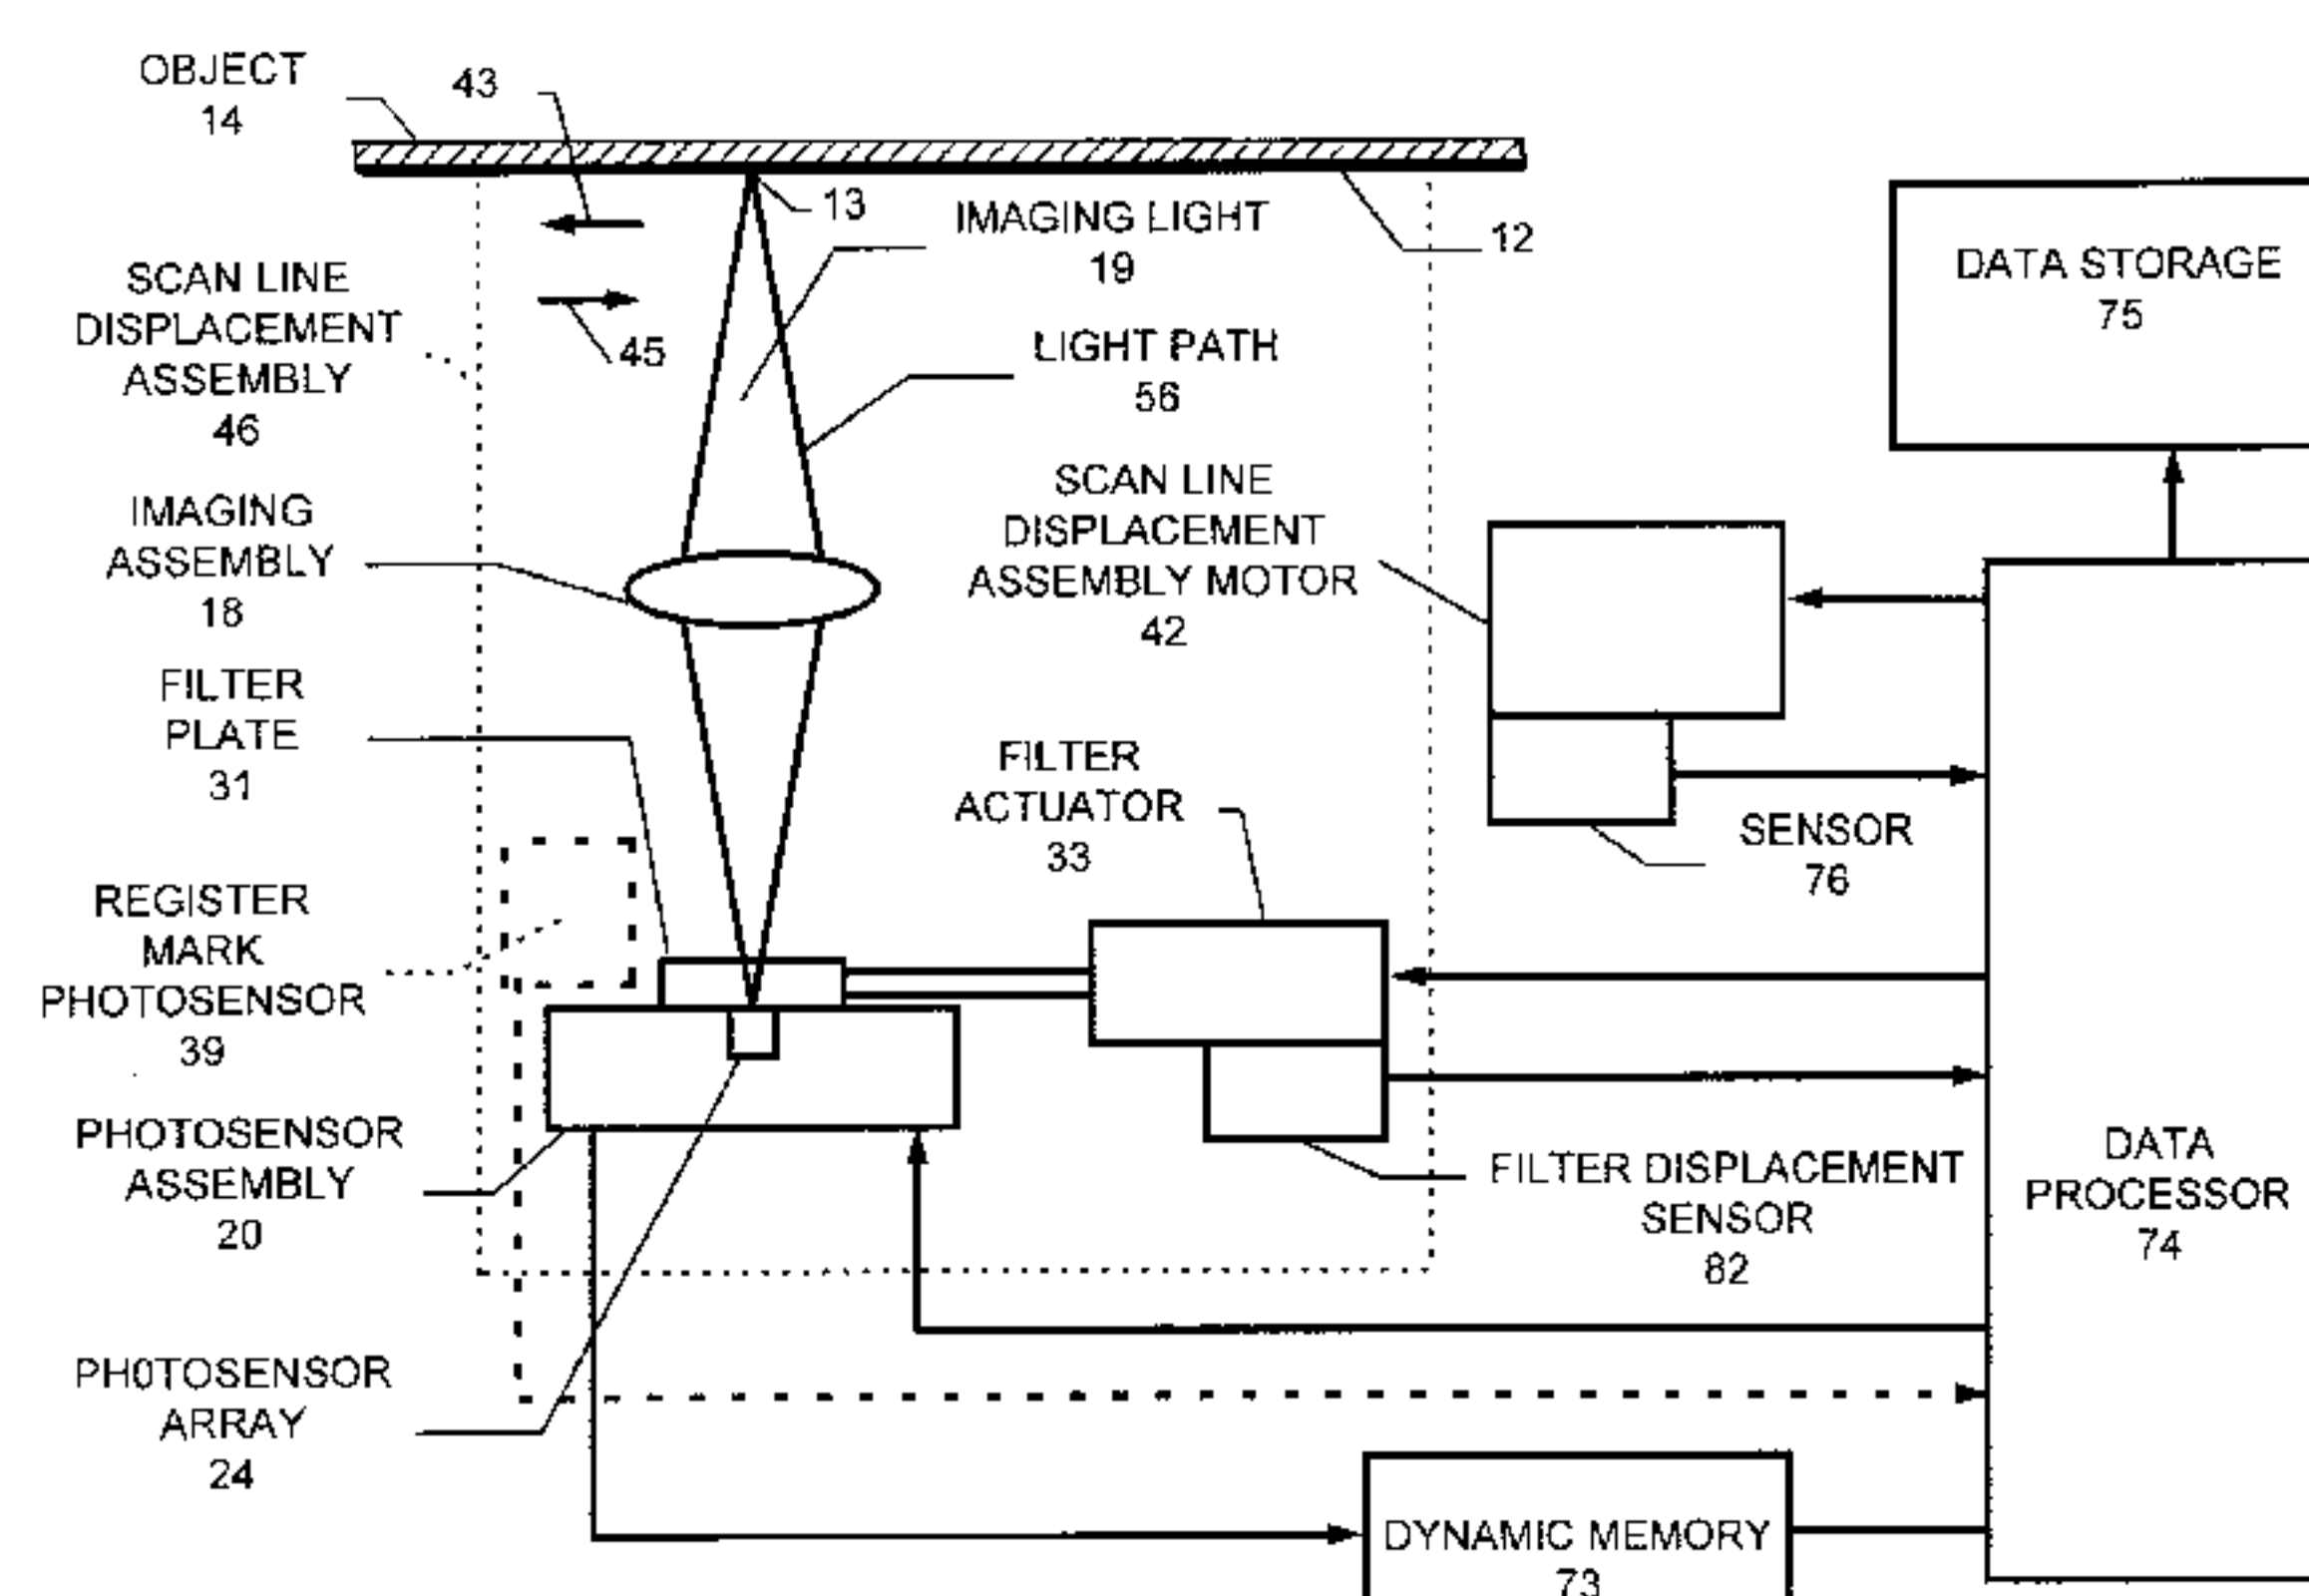 OBJECT
14
43
13
12
IMAGING LIGHT
19
45
LIGHT PATH
56
SCAN LINE
DISPLACEMENT
ASSEMBLY
46
DATA STORAGE
75
IMAGING
ASSEMBLY
18
SCAN LINE
DISPLACEMENT
ASSEMBLY MOTOR
42
FILTER
PLATE
31
FILTER
ACTUATOR
33
SENSOR
76
REGISTER
MARK
PHOTOSENSOR
39
PHOTOSENSOR
ASSEMBLY
20
FILTER DISPLACEMENT
SENSOR
82
DATA
PROCESSOR
74
PHOTOSENSOR
ARRAY
24
DYNAMIC MEMORY
73